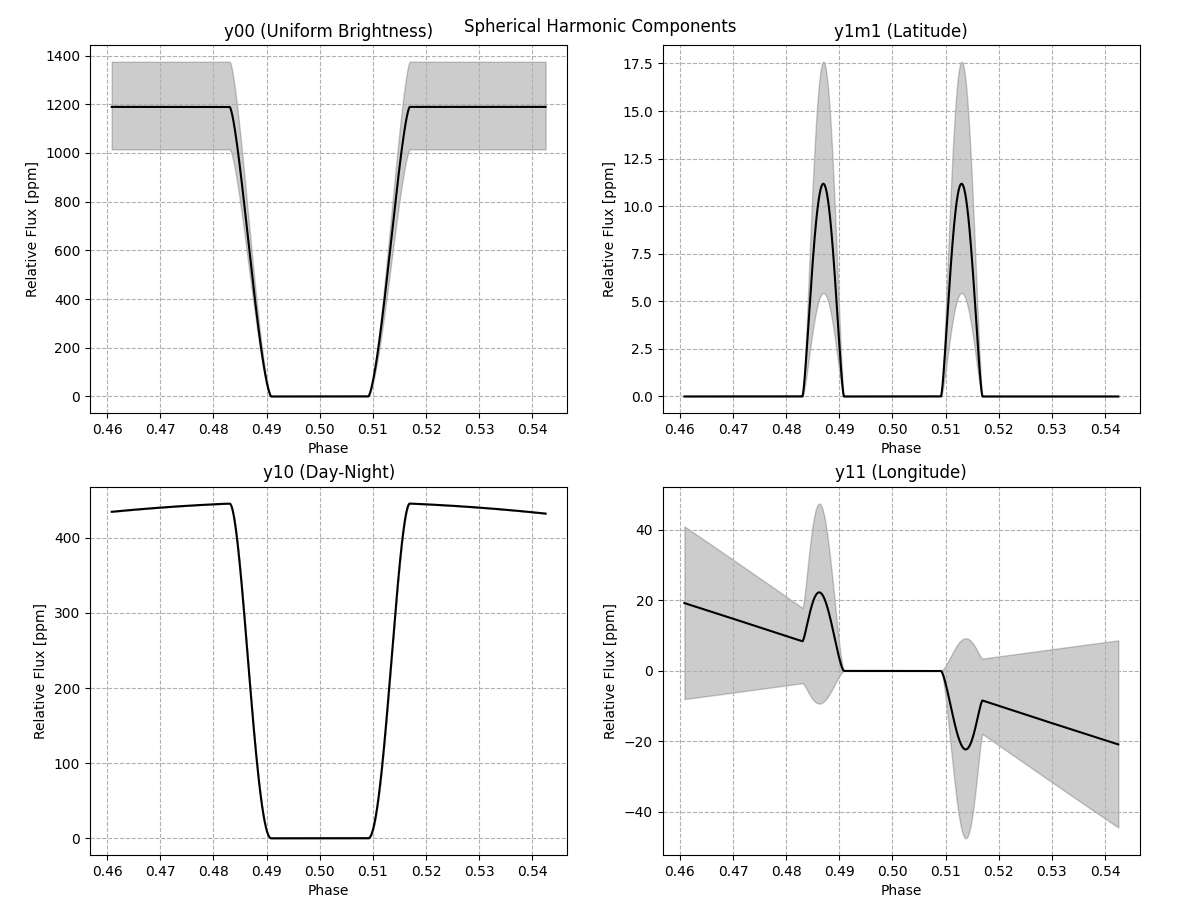 Spherical Harmonic Components
y00 (Uniform Brightness)
Relative Flux [ppm]
1400
1200
1000
800
600
400
200
0
0.46 0.47 0.48 0.49 0.50 0.51 0.52 0.53 0.54
Phase
y1m1 (Latitude)
Relative Flux [ppm]
17.5
15.0
12.5
10.0
7.5
5.0
2.5
0.0
0.46 0.47 0.48 0.49 0.50 0.51 0.52 0.53 0.54
Phase
y10 (Day-Night)
Relative Flux [ppm]
400
300
200
100
0
0.46 0.47 0.48 0.49 0.50 0.51 0.52 0.53 0.54
Phase
y11 (Longitude)
Relative Flux [ppm]
40
20
0
−20
−40
0.46 0.47 0.48 0.49 0.50 0.51 0.52 0.53 0.54
Phase